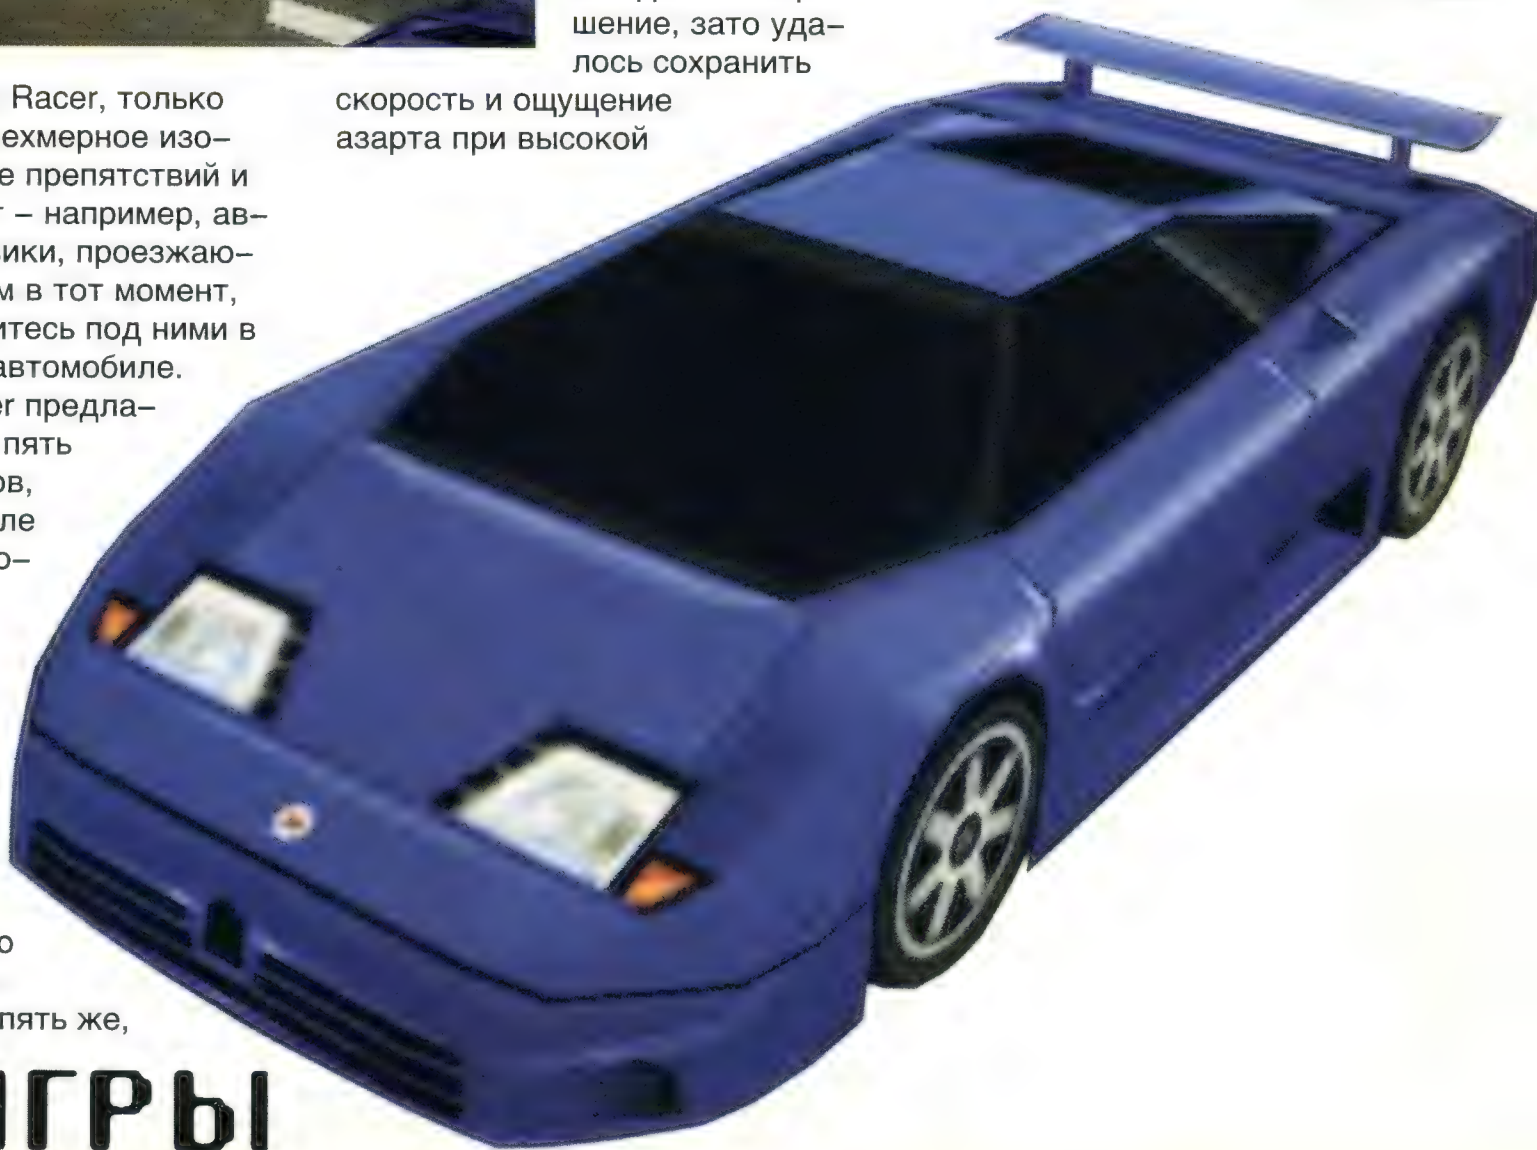 Racer, только
ехмерное изо–
е препятствий и
– например, ав–
ики, проезжаю–
м в тот момент,
итесь под ними в
автомобиле.
er предла–
пять
ов,
ле
о–
о
пять же,
шение, зато уда–
лось сохранить
скорость и ощущение
азарта при высокой
ИГРЫ